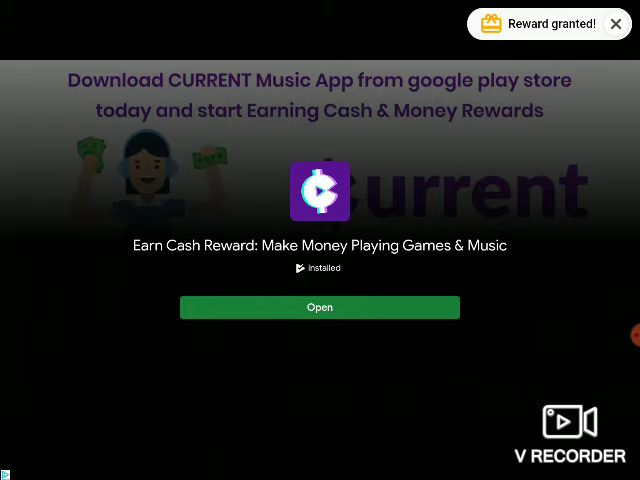 Reward granted!
Download CURRENT Music App from google play store
today and start Earning Cash & Money Rewards
urrent
Earn Cash Reward: Make Money Playing Games & Music
Installed
Open
V RECORDER